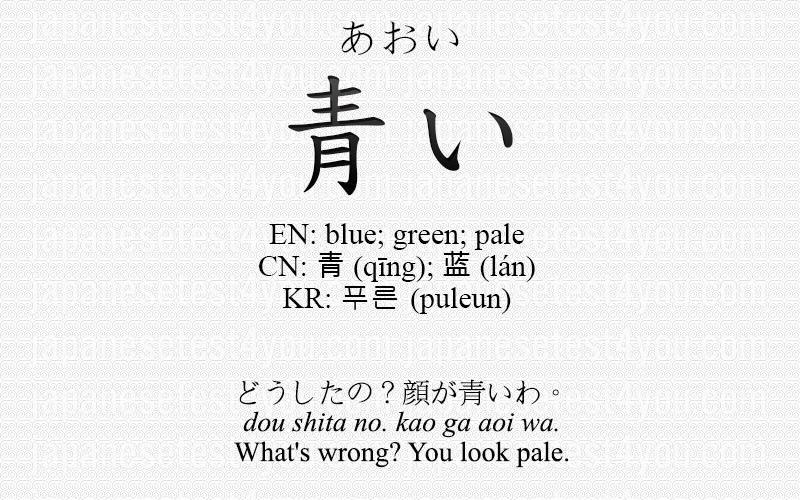 あおい
青い
EN: blue; green; pale
CN: 青 (qīng); 蓝 (lán)
KR: 푸른 (puleun)
どうしたの？顔が青いわ。
dou shita no. kao ga aoi wa.
What's wrong? You look pale.